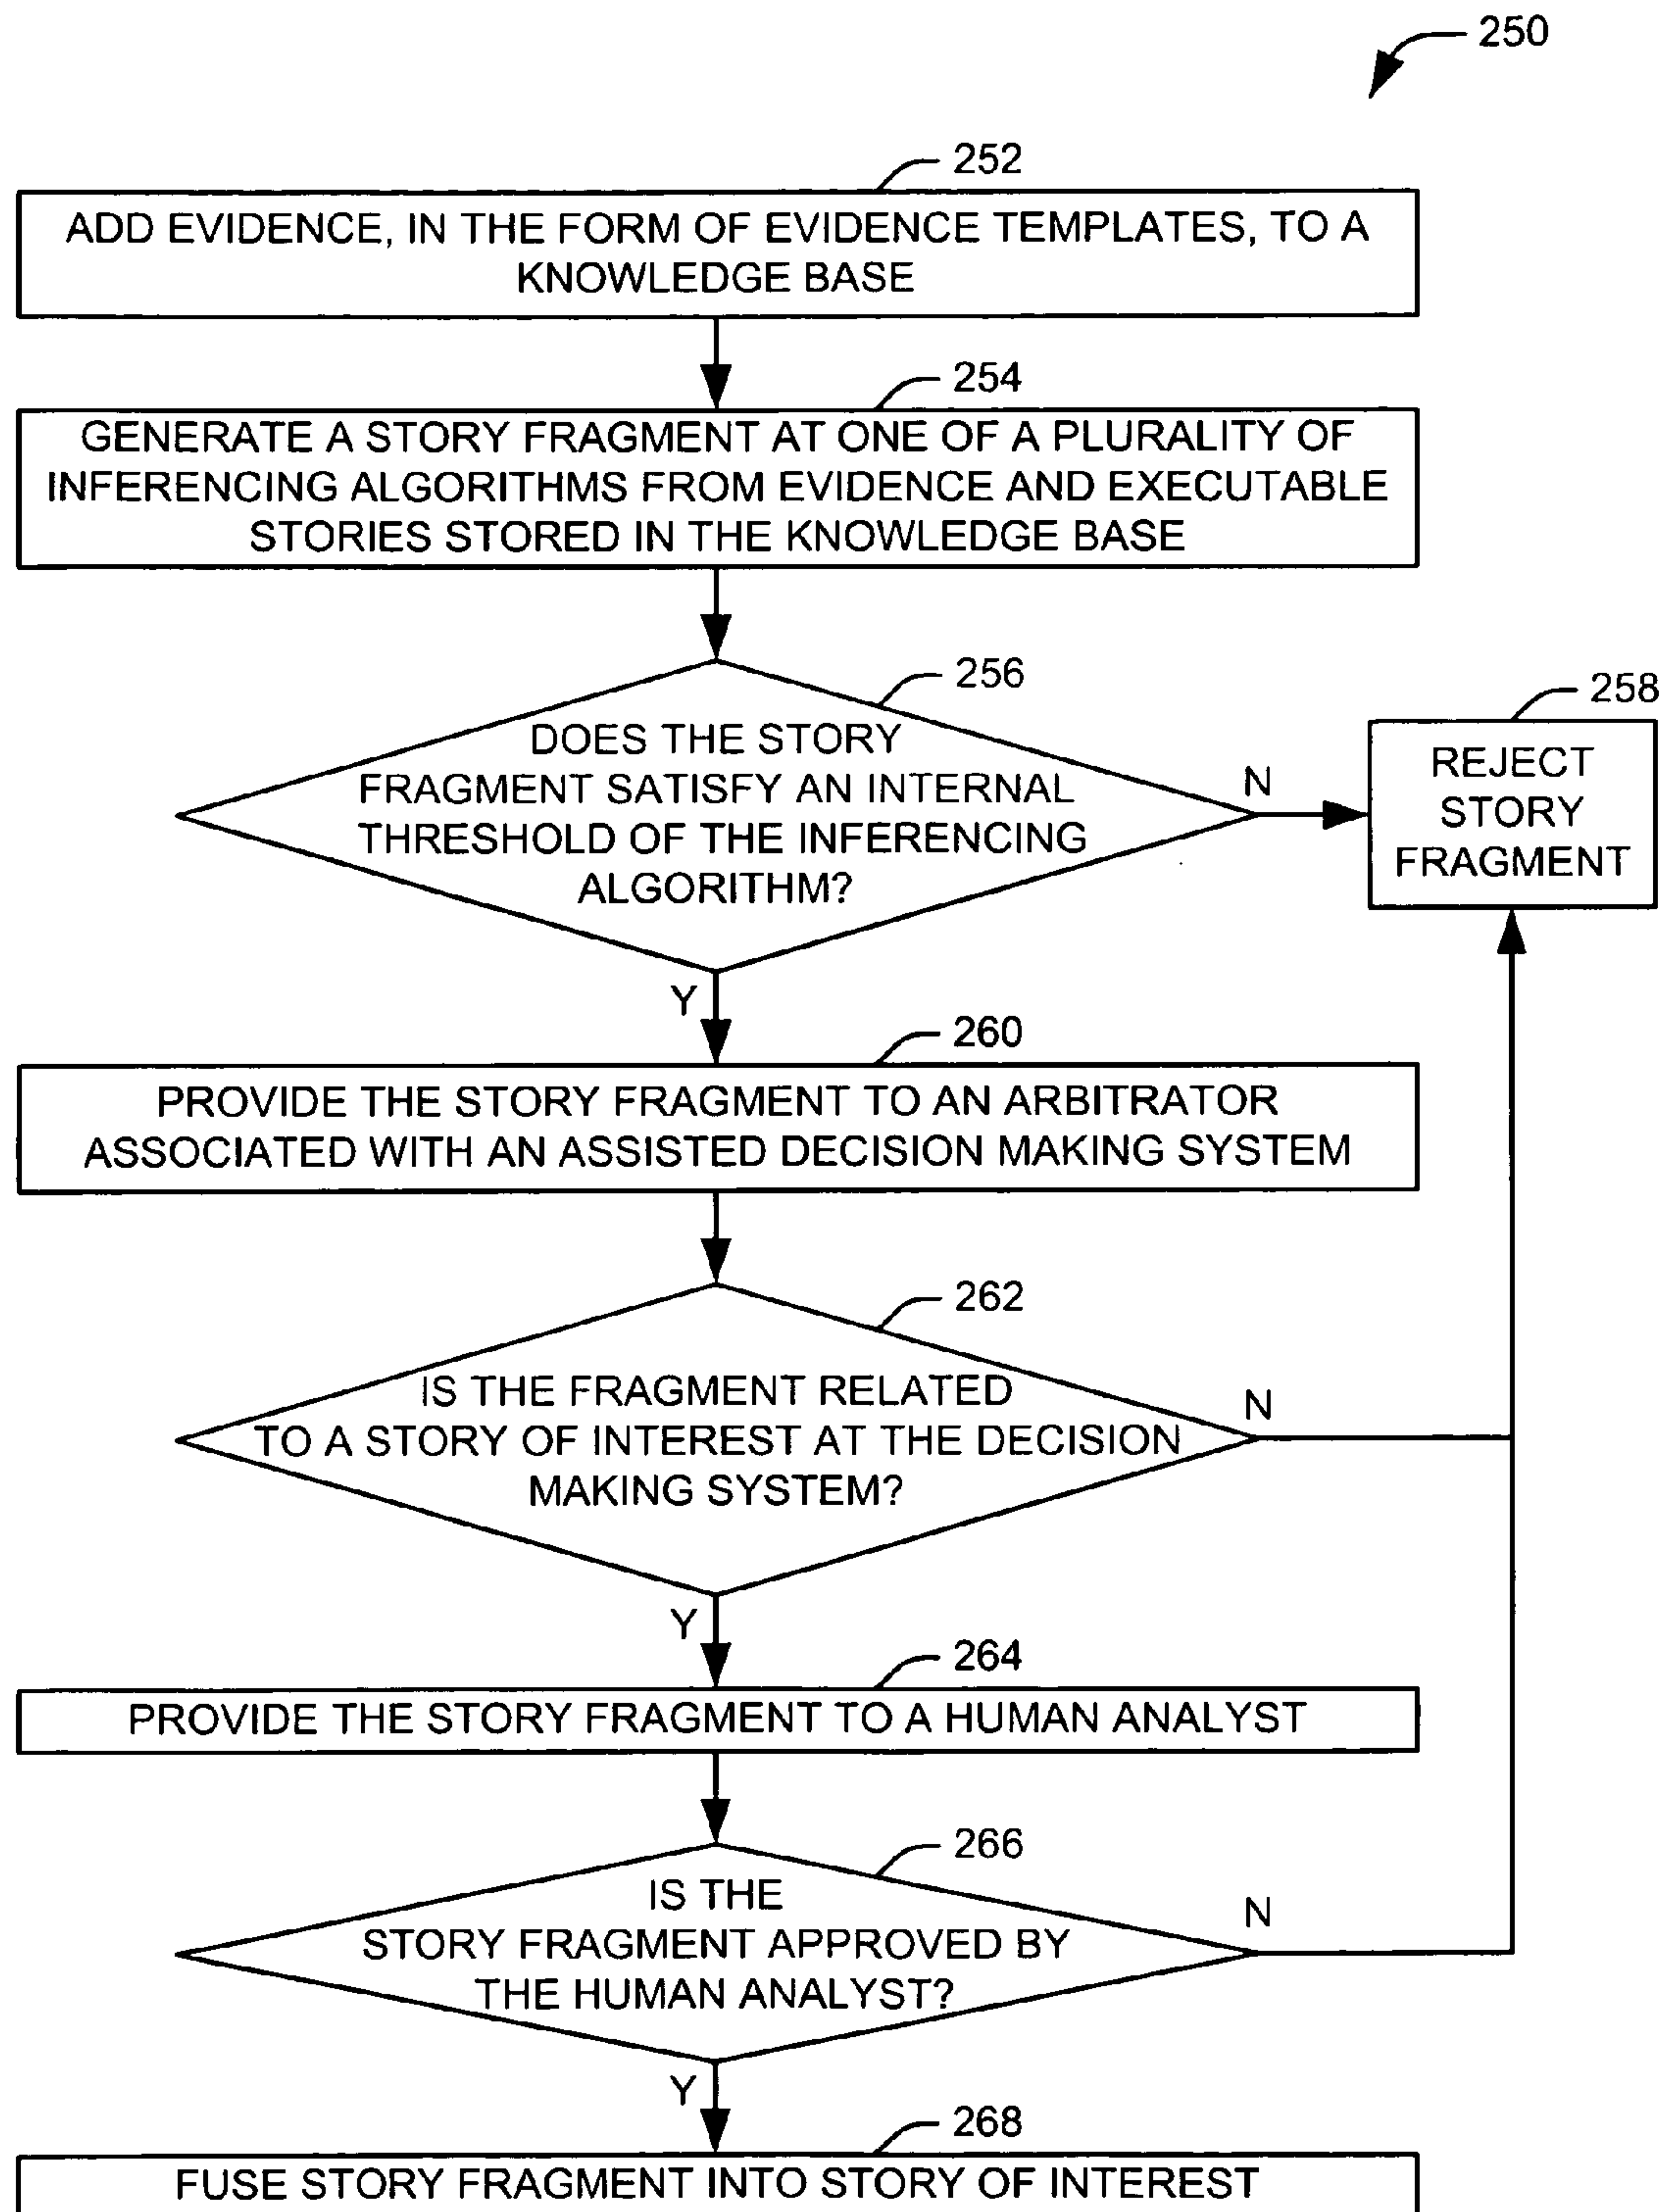 250
252
ADD EVIDENCE, IN THE FORM OF EVIDENCE TEMPLATES, TO A
KNOWLEDGE BASE
254
GENERATE A STORY FRAGMENT AT ONE OF A PLURALITY OF
INFERENCING ALGORITHMS FROM EVIDENCE AND EXECUTABLE
STORIES STORED IN THE KNOWLEDGE BASE
256
DOES THE STORY
FRAGMENT SATISFY AN INTERNAL
THRESHOLD OF THE INFERENCING
ALGORITHM?
N
258
REJECT
STORY
FRAGMENT
Y
260
PROVIDE THE STORY FRAGMENT TO AN ARBITRATOR
ASSOCIATED WITH AN ASSISTED DECISION MAKING SYSTEM
262
IS THE FRAGMENT RELATED
TO A STORY OF INTEREST AT THE DECISION
MAKING SYSTEM?
N
Y
264
PROVIDE THE STORY FRAGMENT TO A HUMAN ANALYST
266
IS THE
STORY FRAGMENT APPROVED BY
THE HUMAN ANALYST?
N
Y
268
FUSE STORY FRAGMENT INTO STORY OF INTEREST